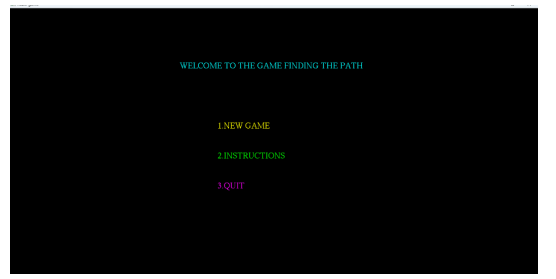 WELCOME TO THE GAME FINDING THE PATH
1.NEW GAME
2.INSTRUCTIONS
3.QUIT